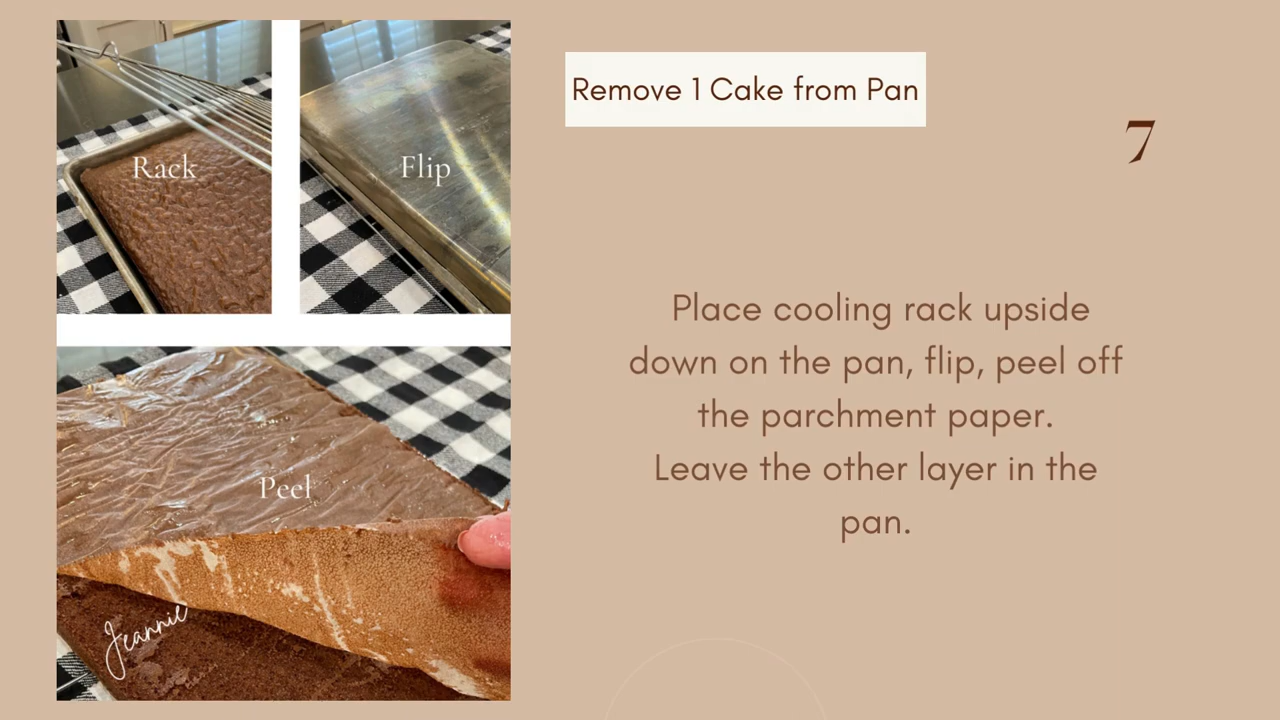 Rack
Flip
Peel
Jeannie
Remove 1 Cake from Pan
7
Place cooling rack upside
down on the pan, flip, peel off
the parchment paper.
Leave the other layer in the
pan.